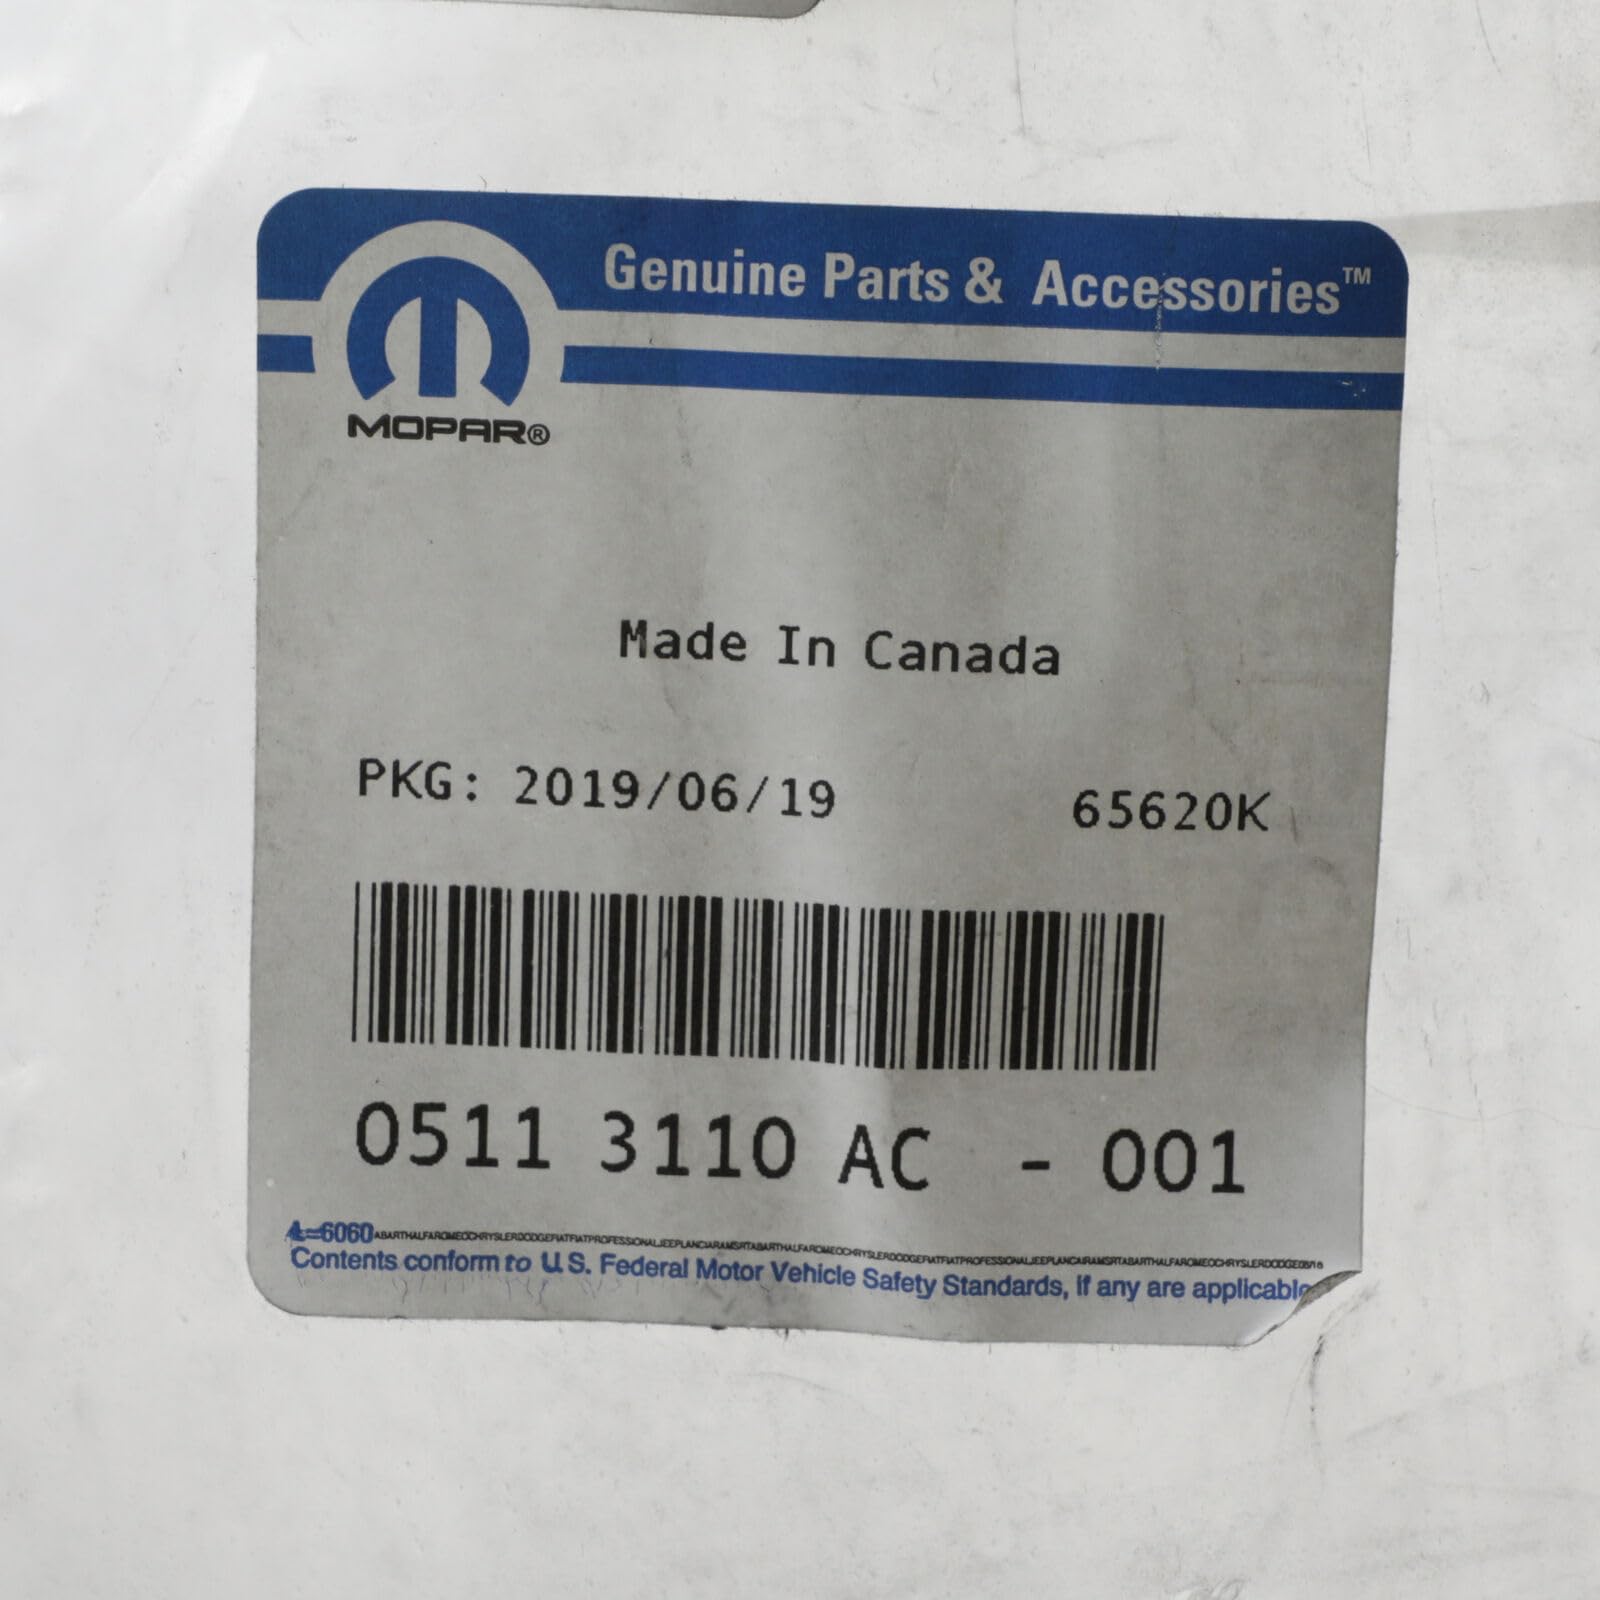 Genuine Parts & Accessories™
MOPAR®
Made In Canada
PKG: 2019/06/19 65620K
0511 3110 AC - 001
Contents conform to U.S. Federal Motor Vehicle Safety Standards, if any are applicable